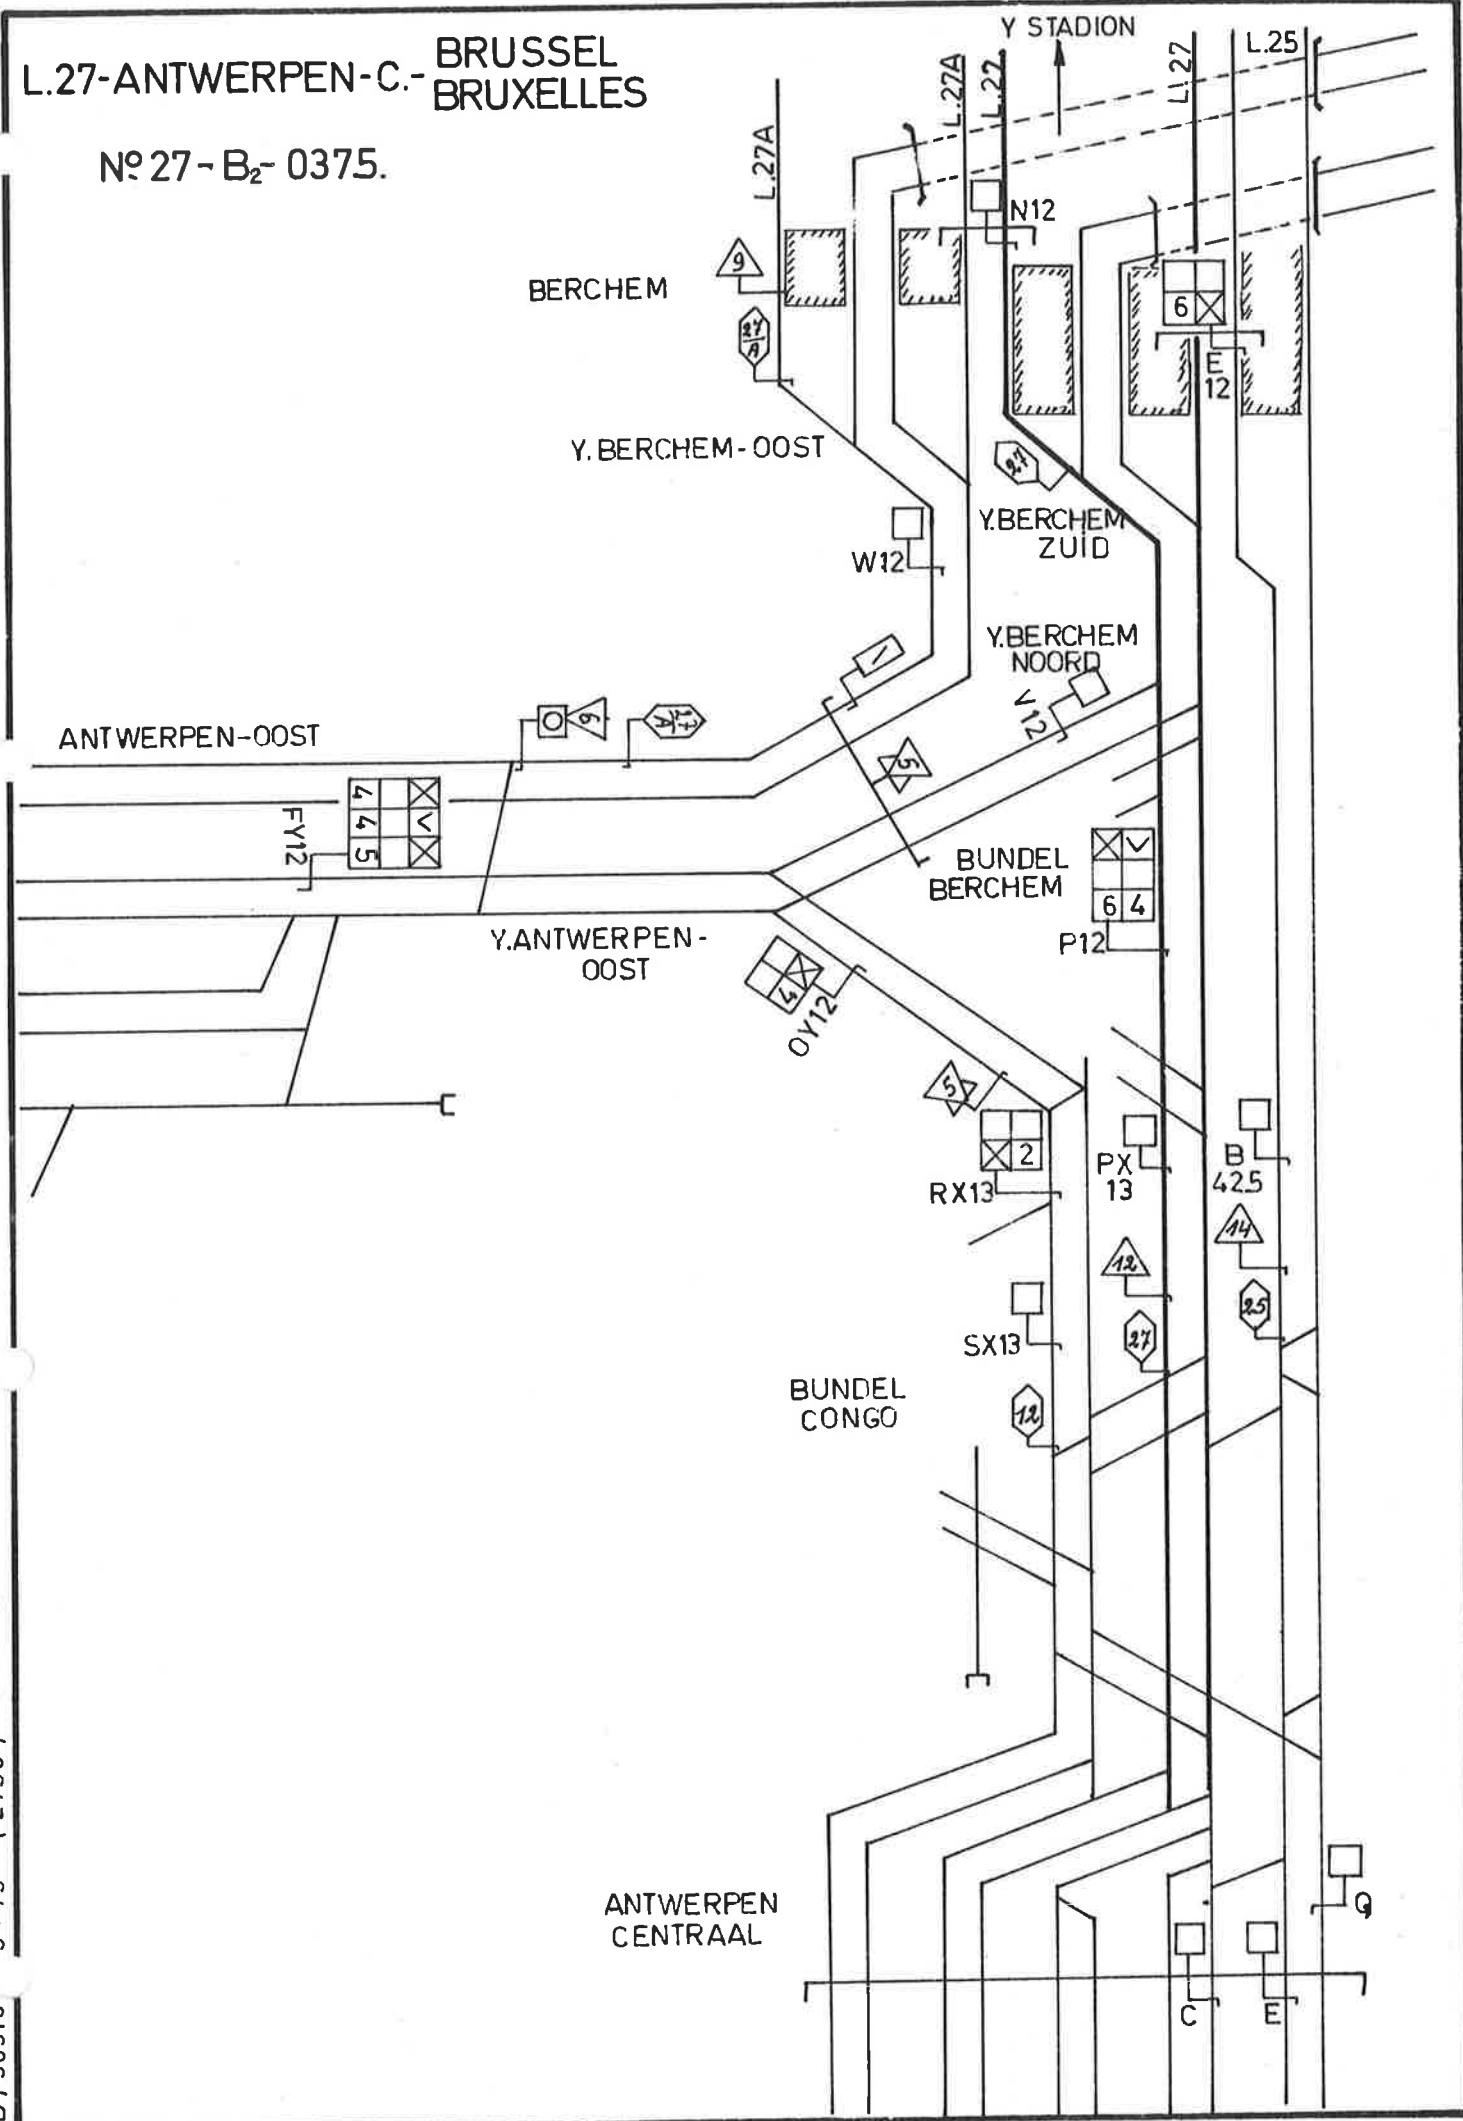 L.27-ANTWERPEN-C.- BRUSSEL
BRUXELLES
Nº 27-B₂-0375.
Y STADION
L.27A
L.27A
L.27
L.27
L.25
N12
9
BERCHEM
6
E
12
27
A
Y.BERCHEM-OOST
27
Y.BERCHEM
ZUID
W12
Y.BERCHEM
NOORD
V12
ANTWERPEN-OOST
6
27
A
5
FY12
4 4 5
V
BUNDEL
BERCHEM
V
6 4
P12
Y.ANTWERPEN-
OOST
4
OY12
5
2
RX13
PX
13
B
425
12
14
SX13
27
25
BUNDEL
CONGO
12
ANTWERPEN
CENTRAAL
Q
C
E